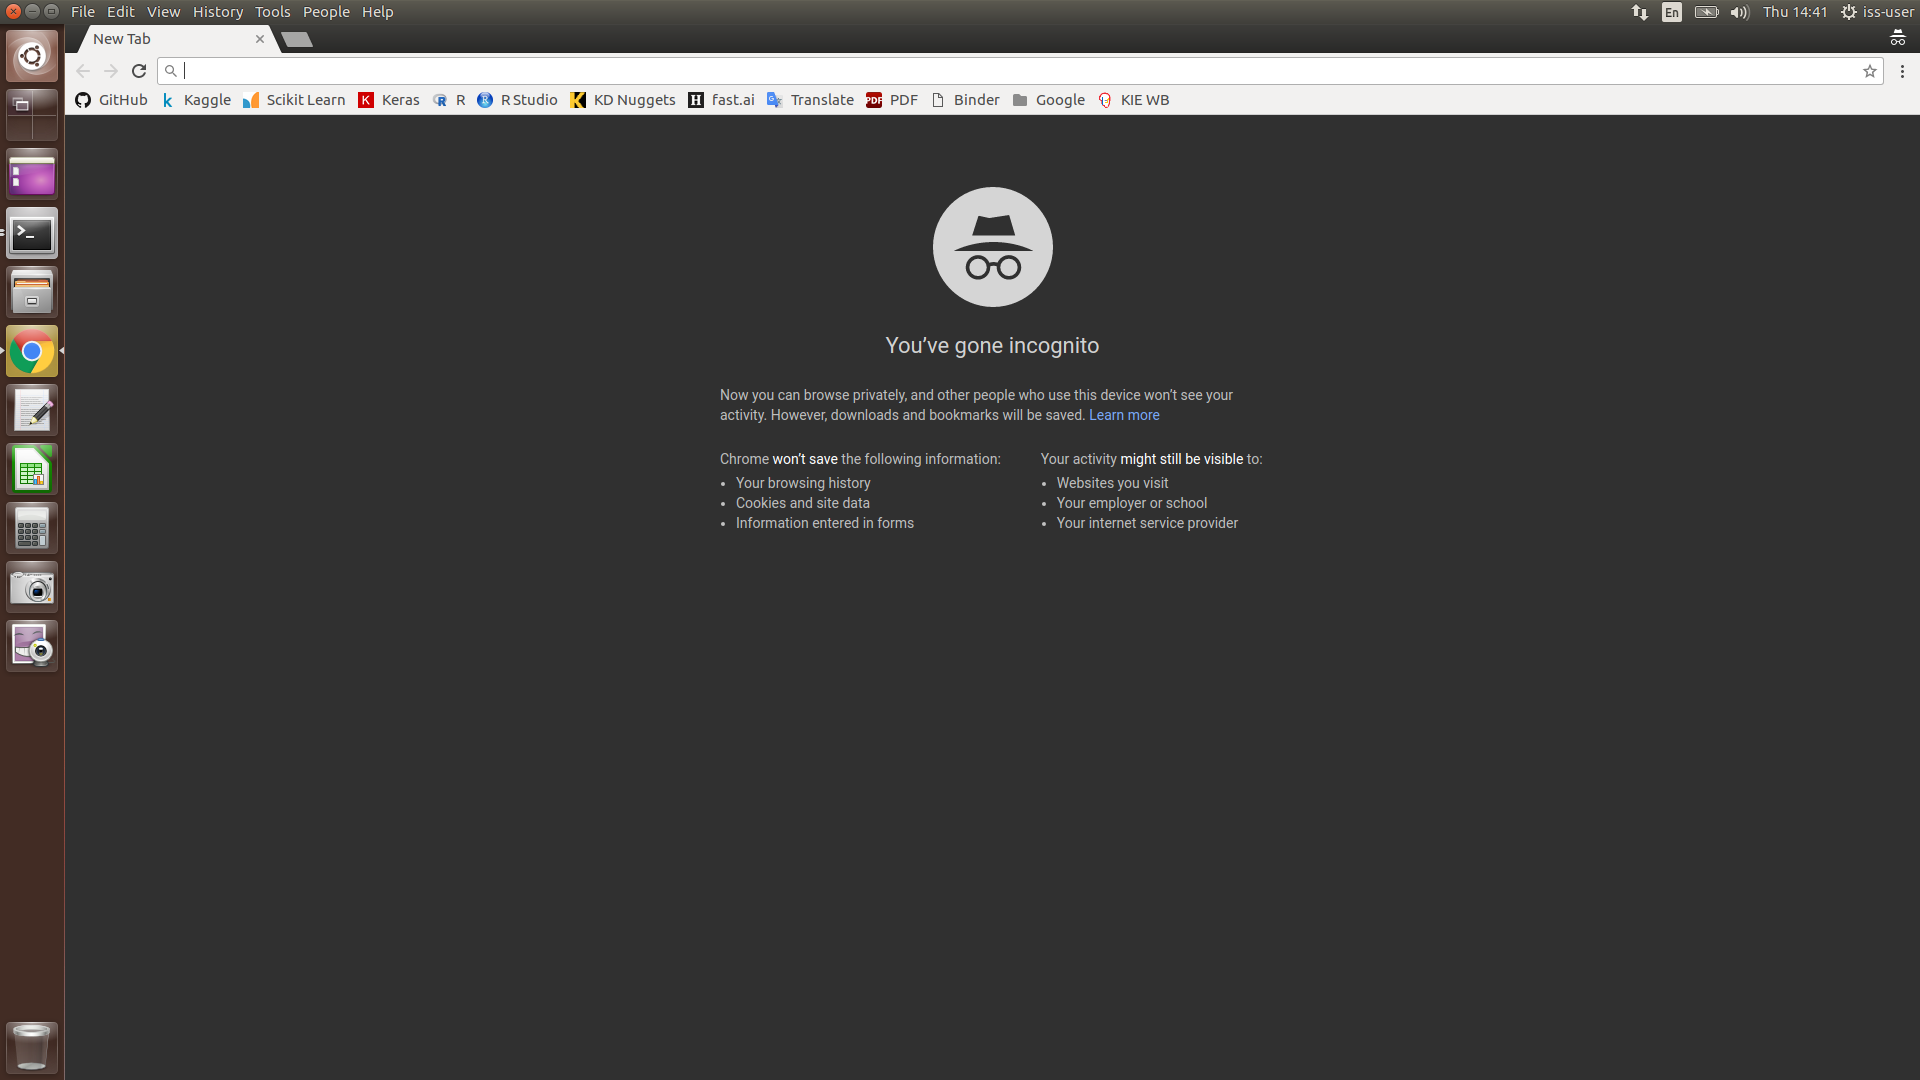 File Edit View History Tools People Help
En
Thu 14:41
iss-user
New Tab
GitHub
k Kaggle
Scikit Learn
K Keras
R R
R RStudio
K KD Nuggets
H fast.ai
Translate
PDF PDF
Binder
Google
KIE WB
You’ve gone incognito
Now you can browse privately, and other people who use this device won’t see your
activity. However, downloads and bookmarks will be saved. Learn more
Chrome won’t save the following information:
• Your browsing history
• Cookies and site data
• Information entered in forms
Your activity might still be visible to:
• Websites you visit
• Your employer or school
• Your internet service provider